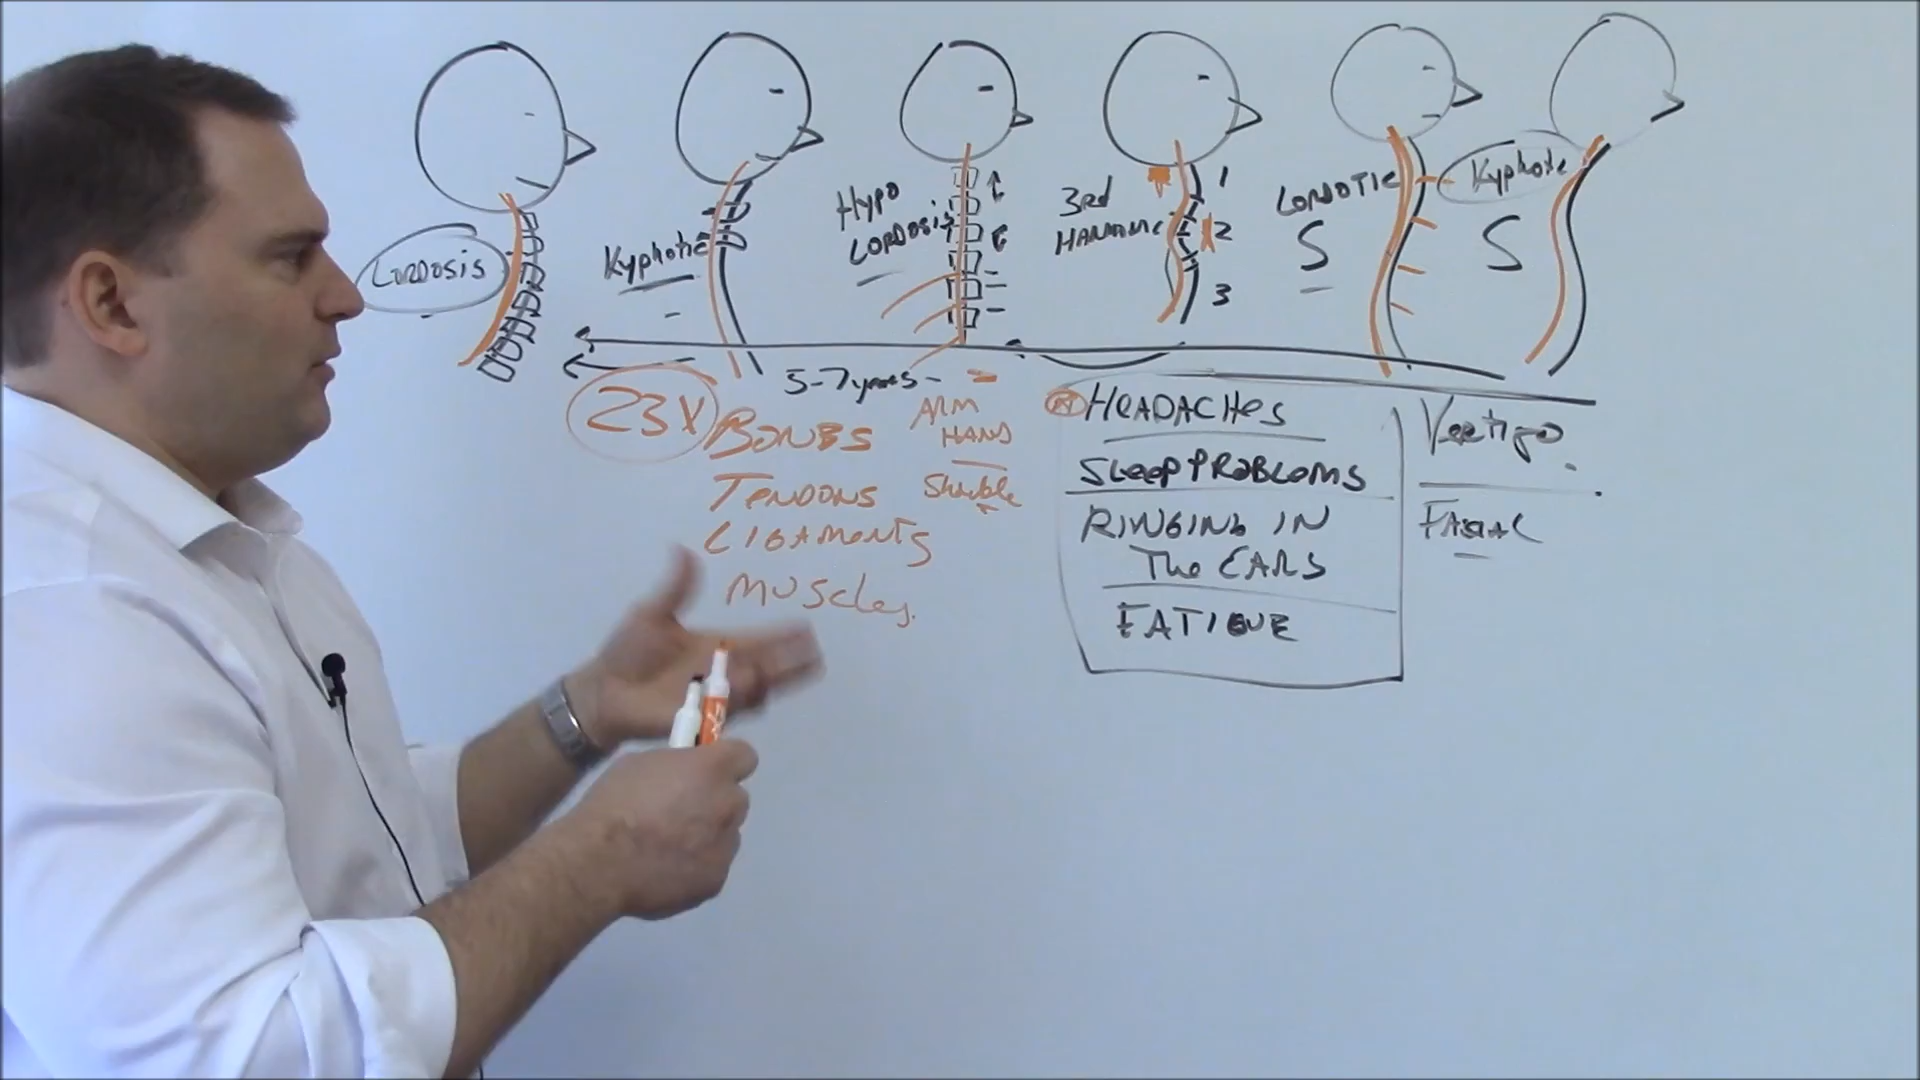 LORDOSIS
Kyphotic
Hypo
LORDOSIS
3rd
HARMONIC
1
2
3
LORDOTIC
S
Kyphotic
S
5-7 years-
23X
BONES
TENDONS
LIGAMENTS
MUSCLES.
ARM
HAND
HEADACHES
SLEEP PROBLEMS
RINGING IN
THE EARS
FATIGUE
Vertigo
FACIAL